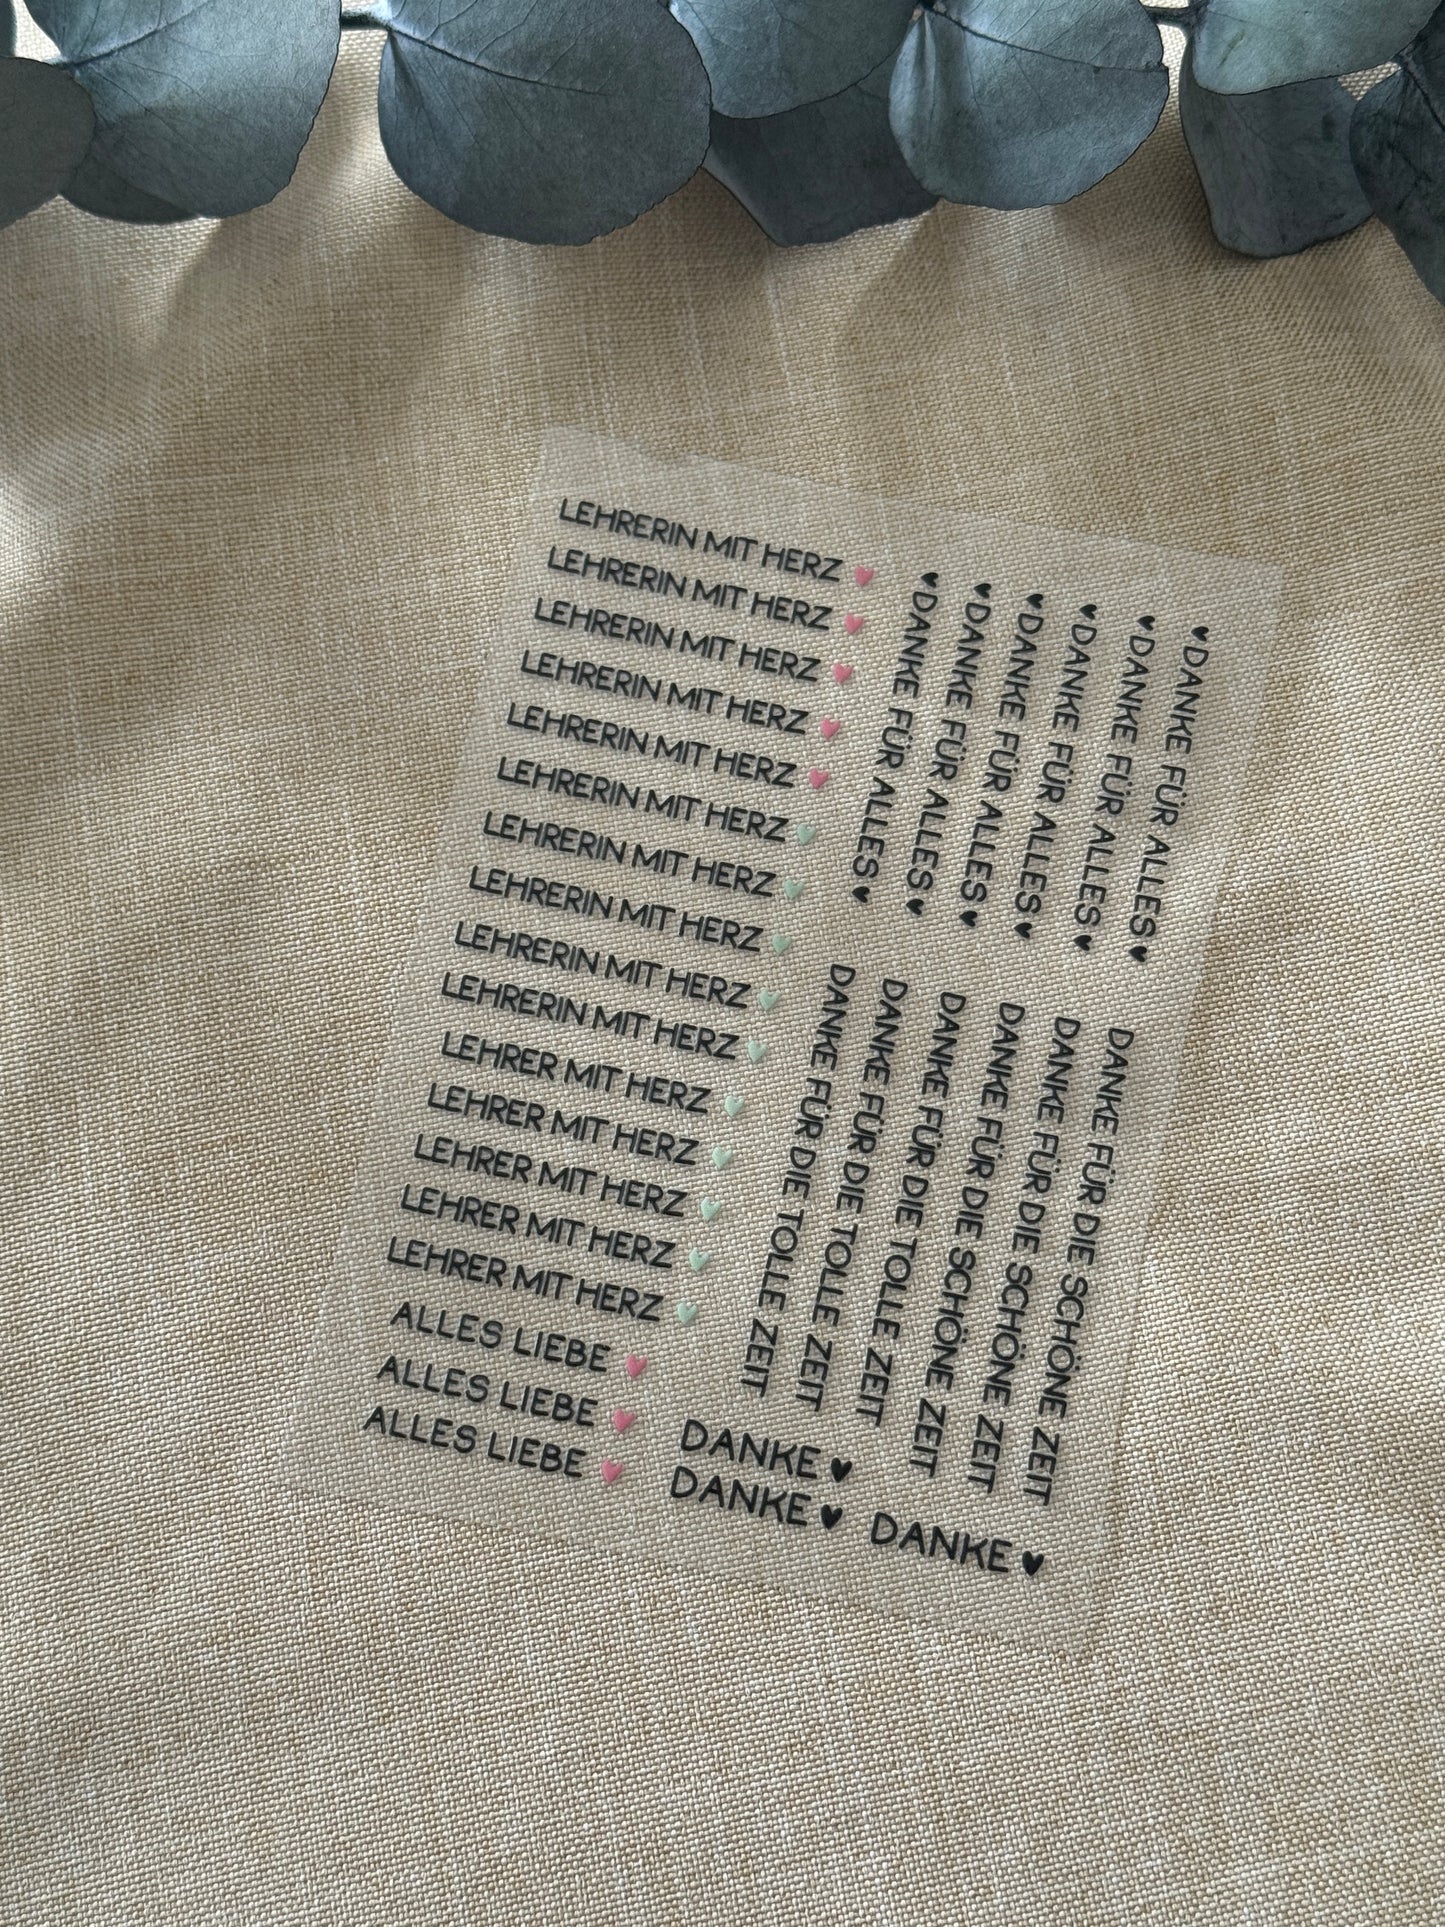 LEHRERIN MIT HERZ
LEHRERIN MIT HERZ
LEHRERIN MIT HERZ
LEHRERIN MIT HERZ
LEHRERIN MIT HERZ
LEHRERIN MIT HERZ
LEHRERIN MIT HERZ
LEHRERIN MIT HERZ
LEHRERIN MIT HERZ
LEHRERIN MIT HERZ
LEHRER MIT HERZ
LEHRER MIT HERZ
LEHRER MIT HERZ
LEHRER MIT HERZ
LEHRER MIT HERZ
ALLES LIEBE
ALLES LIEBE
ALLES LIEBE
DANKE FÜR ALLES
DANKE FÜR ALLES
DANKE FÜR ALLES
DANKE FÜR ALLES
DANKE FÜR ALLES
DANKE FÜR ALLES
DANKE FÜR DIE TOLLE ZEIT
DANKE FÜR DIE TOLLE ZEIT
DANKE FÜR DIE TOLLE ZEIT
DANKE FÜR DIE SCHÖNE ZEIT
DANKE FÜR DIE SCHÖNE ZEIT
DANKE FÜR DIE SCHÖNE ZEIT
DANKE
DANKE
DANKE